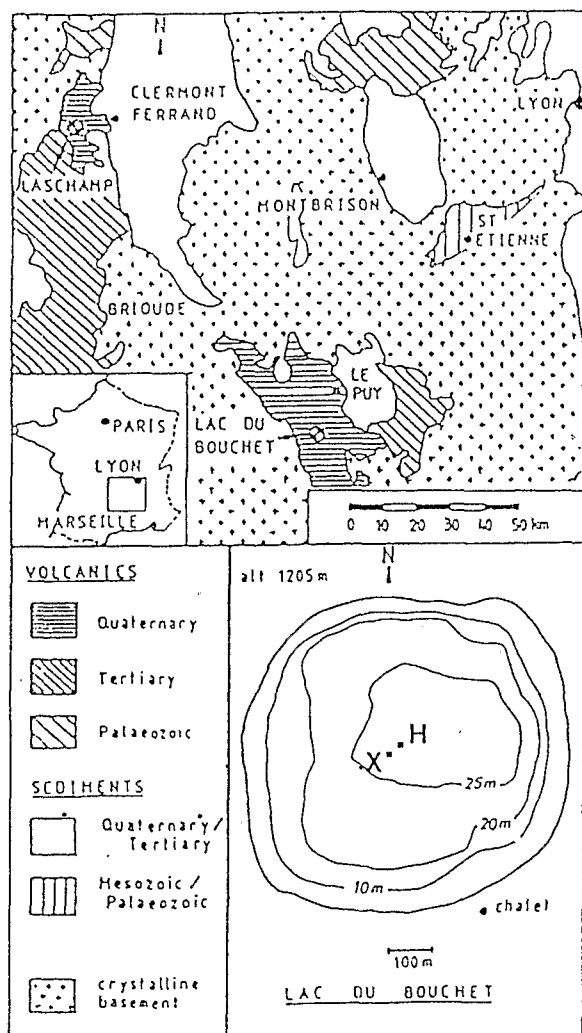 N
CLERMONT
FERRAND
LYON
LASCHAMP
MONTBRISON
ST
ETIENNE
BRIOUDE
LE
PUY
LAC DU
BOUCHET
PARIS
LYON
MARSEILLE
0 10 20 30 40 50 km
VOLCANICS
Quaternary
Tertiary
Palaeozoic
SEDIMENTS
Quaternary/
Tertiary
Mesozoic/
Palaeozoic
crystalline
basement
alt 1205m
N
H
X
25m
20m
10m
chalet
100m
LAC DU BOUCHET